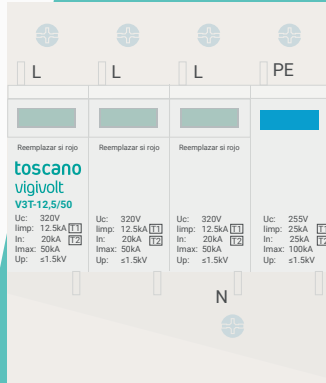 L L L PE
Reemplazar si rojo Reemplazar si rojo Reemplazar si rojo
toscano
vigivolt
V3T-12,5/50
Uc: 320V
Iimp: 12.5kA T1
In: 20kA T2
Imax: 50kA
Up: ≤1.5kV
Uc: 320V
Iimp: 12.5kA T1
In: 20kA T2
Imax: 50kA
Up: ≤1.5kV
Uc: 320V
Iimp: 12.5kA T1
In: 20kA T2
Imax: 50kA
Up: ≤1.5kV
Uc: 255V
Iimp: 25kA T1
In: 25kA
Imax: 100kA
Up: ≤1.5kV
N